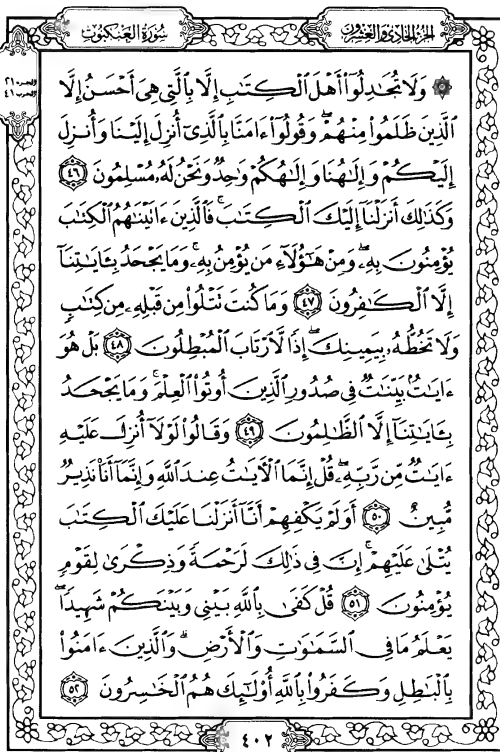 الجزء الحادي والعشرون
سورة العنكبوت
الجزء ٢١
الحزب ٤١
۞ وَلَا تُجَٰدِلُوٓا۟ أَهْلَ ٱلْكِتَٰبِ إِلَّا بِٱلَّتِى هِىَ أَحْسَنُ إِلَّا
ٱلَّذِينَ ظَلَمُوا۟ مِنْهُمْ ۖ وَقُولُوٓا۟ ءَامَنَّا بِٱلَّذِىٓ أُنزِلَ إِلَيْنَا وَأُنزِلَ
إِلَيْكُمْ وَإِلَٰهُنَا وَإِلَٰهُكُمْ وَٰحِدٌ وَنَحْنُ لَهُۥ مُسْلِمُونَ ٤٦
وَكَذَٰلِكَ أَنزَلْنَآ إِلَيْكَ ٱلْكِتَٰبَ ۚ فَٱلَّذِينَ ءَاتَيْنَٰهُمُ ٱلْكِتَٰبَ
يُؤْمِنُونَ بِهِۦ ۖ وَمِنْ هَٰٓؤُلَآءِ مَن يُؤْمِنُ بِهِۦ ۚ وَمَا يَجْحَدُ بِـَٔايَٰتِنَآ
إِلَّا ٱلْكَٰفِرُونَ ٤٧ وَمَا كُنتَ تَتْلُوا۟ مِن قَبْلِهِۦ مِن كِتَٰبٍ
وَلَا تَخُطُّهُۥ بِيَمِينِكَ ۖ إِذًا لَّٱرْتَابَ ٱلْمُبْطِلُونَ ٤٨ بَلْ هُوَ
ءَايَٰتٌۢ بَيِّنَٰتٌ فِى صُدُورِ ٱلَّذِينَ أُوتُوا۟ ٱلْعِلْمَ ۚ وَمَا يَجْحَدُ
بِـَٔايَٰتِنَآ إِلَّا ٱلظَّٰلِمُونَ ٤٩ وَقَالُوا۟ لَوْلَآ أُنزِلَ عَلَيْهِ
ءَايَٰتٌ مِّن رَّبِّهِۦ ۖ قُلْ إِنَّمَا ٱلْـَٔايَٰتُ عِندَ ٱللَّهِ وَإِنَّمَآ أَنَا۠ نَذِيرٌ
مُّبِينٌ ٥٠ أَوَلَمْ يَكْفِهِمْ أَنَّآ أَنزَلْنَا عَلَيْكَ ٱلْكِتَٰبَ
يُتْلَىٰ عَلَيْهِمْ ۚ إِنَّ فِى ذَٰلِكَ لَرَحْمَةً وَذِكْرَىٰ لِقَوْمٍ
يُؤْمِنُونَ ٥١ قُلْ كَفَىٰ بِٱللَّهِ بَيْنِى وَبَيْنَكُمْ شَهِيدًا ۖ
يَعْلَمُ مَا فِى ٱلسَّمَٰوَٰتِ وَٱلْأَرْضِ ۗ وَٱلَّذِينَ ءَامَنُوا۟
بِٱلْبَٰطِلِ وَكَفَرُوا۟ بِٱللَّهِ أُو۟لَٰٓئِكَ هُمُ ٱلْخَٰسِرُونَ ٥٢
٤٠٢